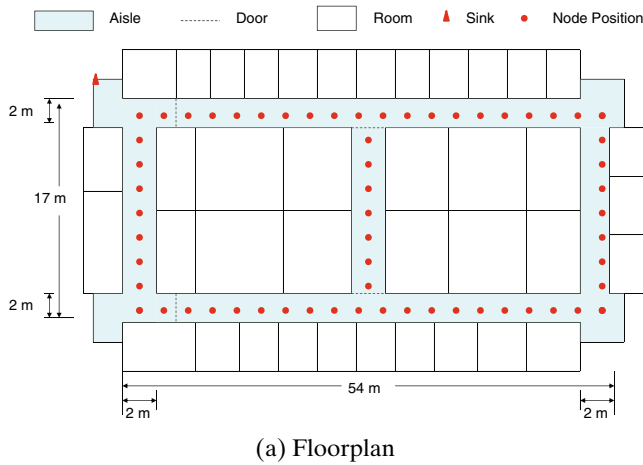 Aisle Door Room Sink Node Position
2 m
17 m
2 m
54 m
2 m 2 m
(a) Floorplan